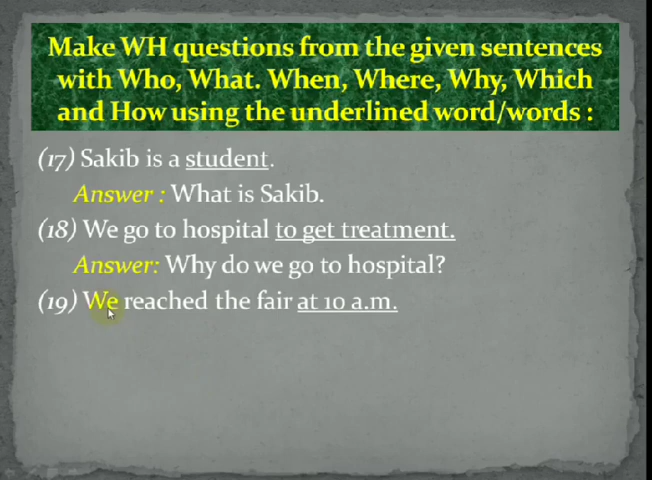 Make WH questions from the given sentences
with Who, What. When, Where, Why, Which
and How using the underlined word/words :
(17) Sakib is a student.
Answer : What is Sakib.
(18) We go to hospital to get treatment.
Answer: Why do we go to hospital?
(19) We reached the fair at 10 a.m.